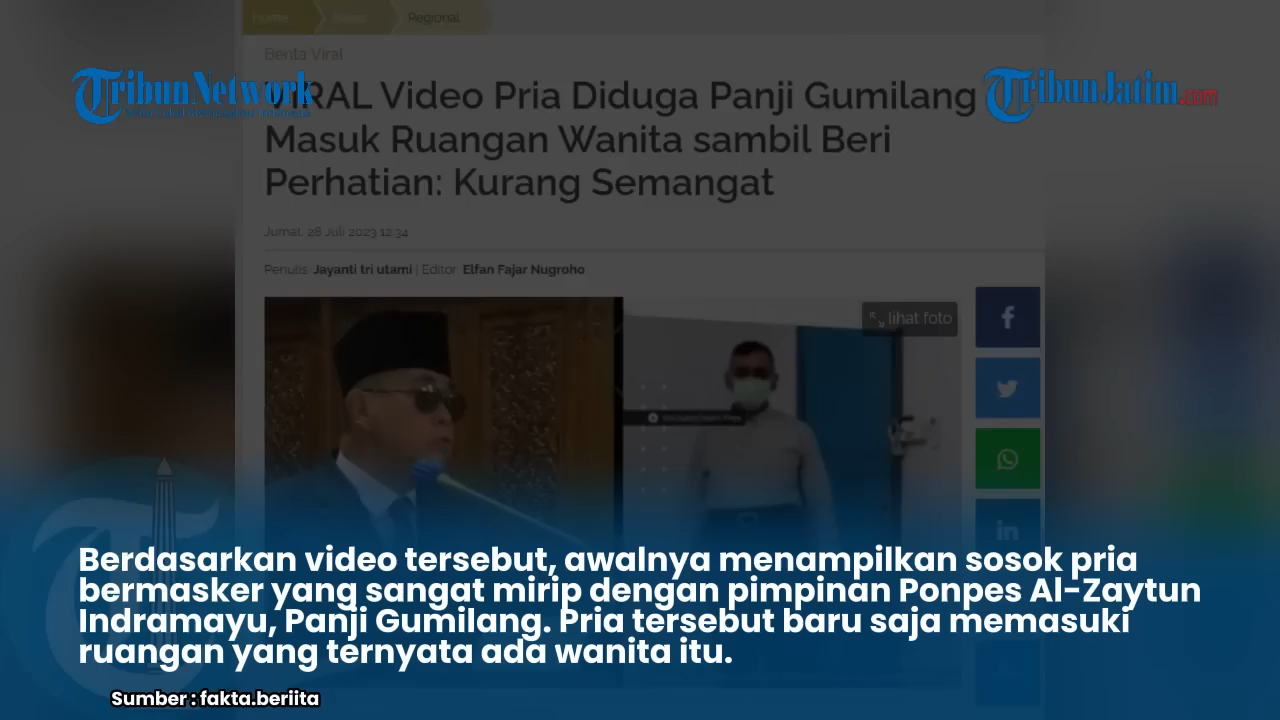 Home
News
Regional
Berita Viral
TribunNetwork
VIRAL Video Pria Diduga Panji Gumilang
TribunJatim.com
Masuk Ruangan Wanita sambil Beri
Perhatian: Kurang Semangat
Jumat, 28 Juli 2023 12:34
Penulis: Jayanti tri utami | Editor: Elfan Fajar Nugroho
lihat foto
Berdasarkan video tersebut, awalnya menampilkan sosok pria
bermasker yang sangat mirip dengan pimpinan Ponpes Al-Zaytun
Indramayu, Panji Gumilang. Pria tersebut baru saja memasuki
ruangan yang ternyata ada wanita itu.
Sumber : fakta.beriita